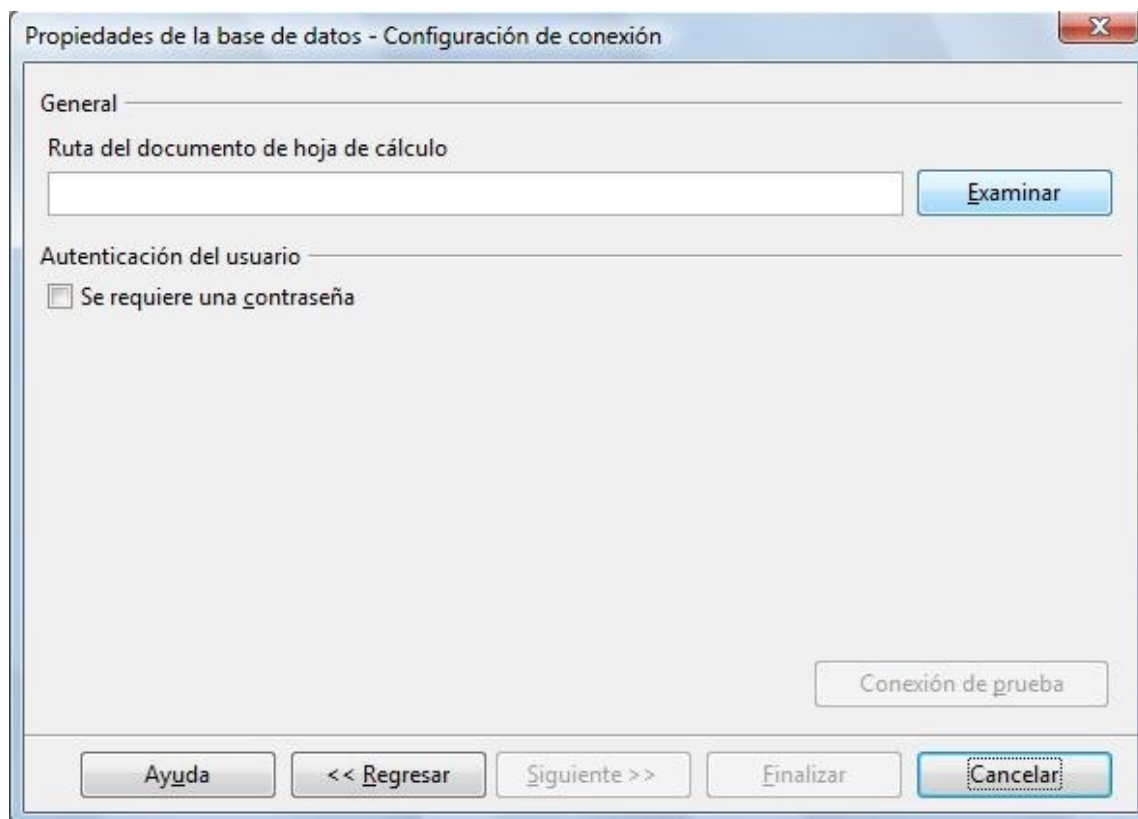 Propiedades de la base de datos - Configuración de conexión
General
Ruta del documento de hoja de cálculo
Examinar
Autenticación del usuario
Se requiere una contraseña
Conexión de prueba
Ayuda << Regresar Siguiente >> Finalizar Cancelar